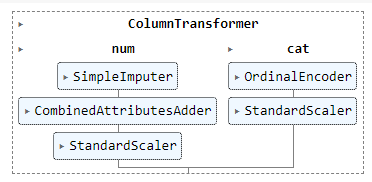 ColumnTransformer
num cat
SimpleImputer OrdinalEncoder
CombinedAttributesAdder StandardScaler
StandardScaler